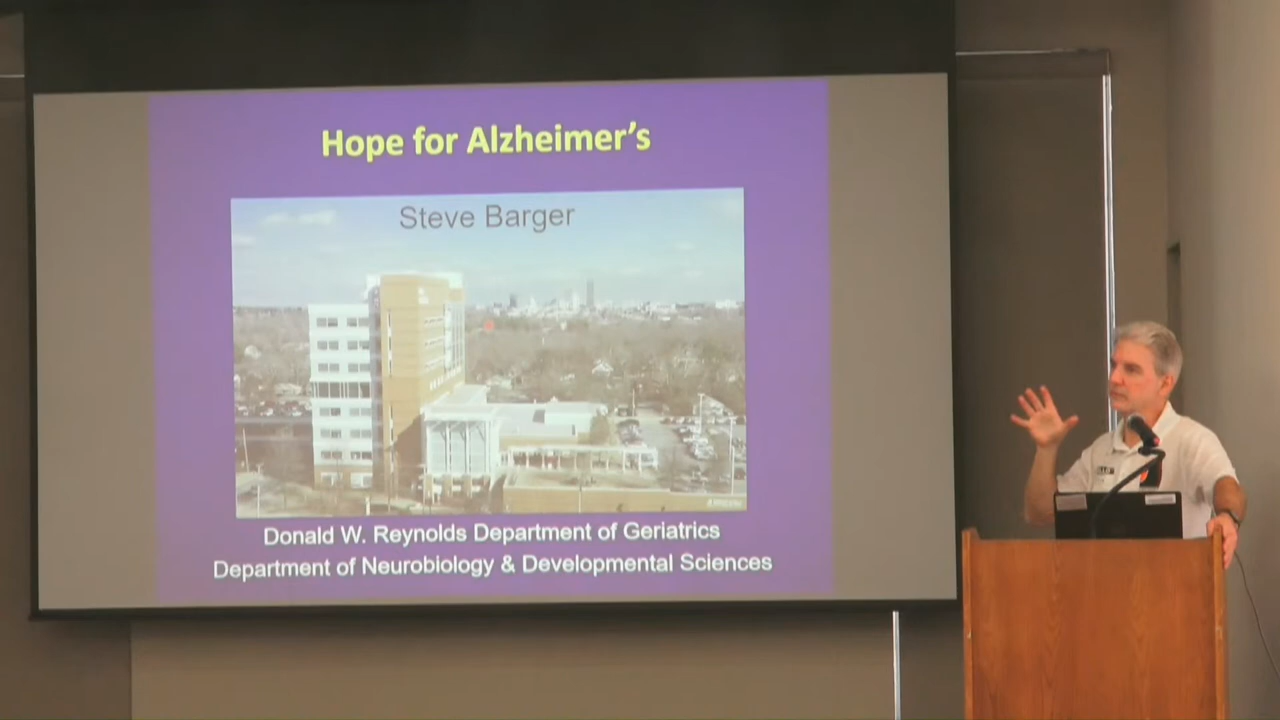 Hope for Alzheimer's
Steve Barger
Donald W. Reynolds Department of Geriatrics
Department of Neurobiology & Developmental Sciences